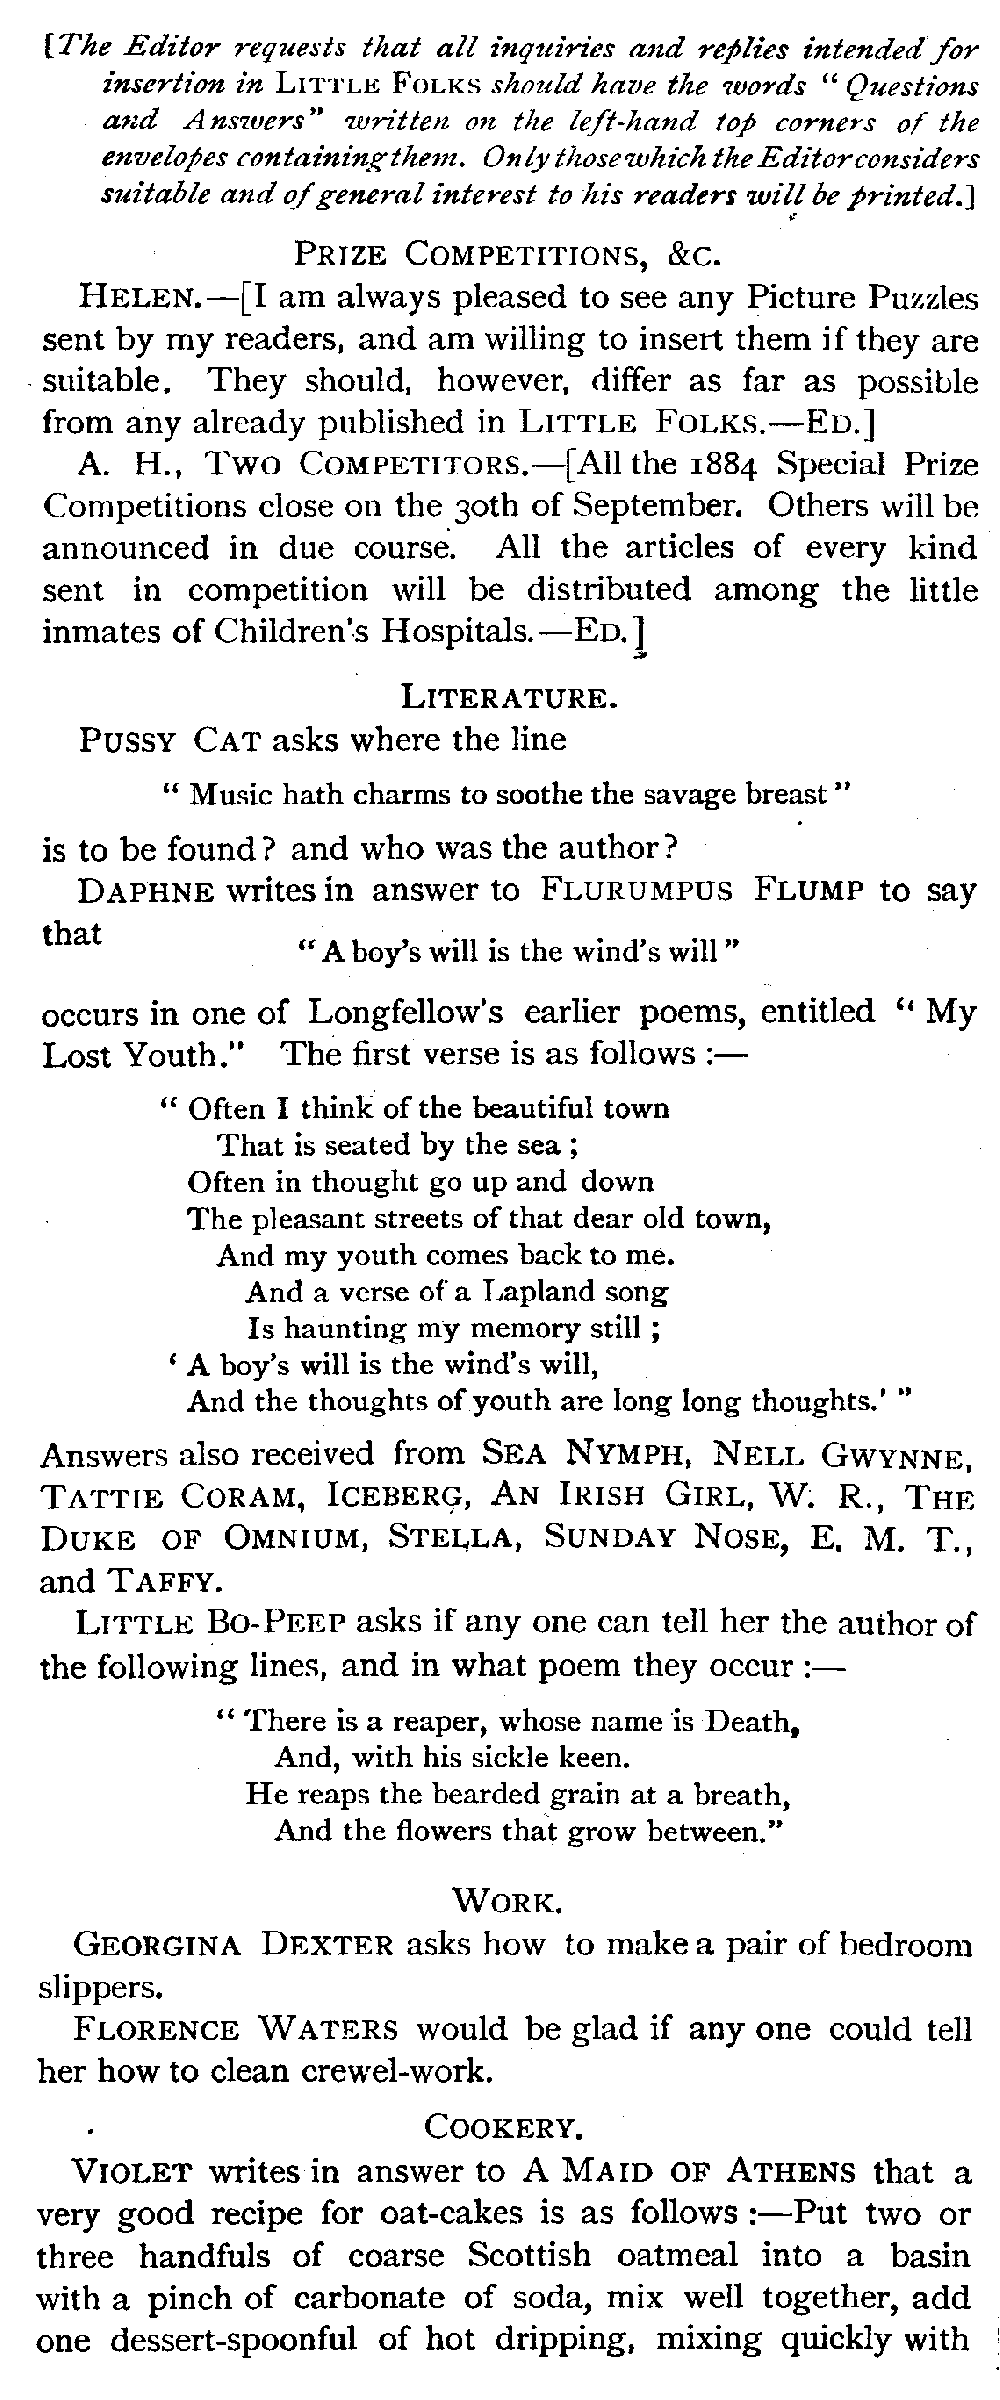 [The Editor requests that all inquiries and replies intended for
insertion in LITTLE FOLKS should have the words "Questions
and Answers" written on the left-hand top corners of the
envelopes containing them. Only those which the Editor considers
suitable and of general interest to his readers will be printed.]
PRIZE COMPETITIONS, &C.
HELEN.—[I am always pleased to see any Picture Puzzles
sent by my readers, and am willing to insert them if they are
suitable. They should, however, differ as far as possible
from any already published in LITTLE FOLKS.—ED.]
A. H., TWO COMPETITORS.—[All the 1884 Special Prize
Competitions close on the 30th of September. Others will be
announced in due course. All the articles of every kind
sent in competition will be distributed among the little
inmates of Children's Hospitals.—ED.]
LITERATURE.
PUSSY CAT asks where the line
"Music hath charms to soothe the savage breast"
is to be found? and who was the author?
DAPHNE writes in answer to FLURUMPUS FLUMP to say
that
"A boy's will is the wind's will"
occurs in one of Longfellow's earlier poems, entitled "My
Lost Youth." The first verse is as follows:—
"Often I think of the beautiful town
That is seated by the sea;
Often in thought go up and down
The pleasant streets of that dear old town,
And my youth comes back to me.
And a verse of a Lapland song
Is haunting my memory still;
'A boy's will is the wind's will,
And the thoughts of youth are long long thoughts.'"
Answers also received from SEA NYMPH, NELL GWYNNE,
TATTIE CORAM, ICEBERG, AN IRISH GIRL, W. R., THE
DUKE OF OMNIUM, STELLA, SUNDAY NOSE, E. M. T.,
and TAFFY.
LITTLE BO-PEEP asks if any one can tell her the author of
the following lines, and in what poem they occur:—
"There is a reaper, whose name is Death,
And, with his sickle keen.
He reaps the bearded grain at a breath,
And the flowers that grow between."
WORK.
GEORGINA DEXTER asks how to make a pair of bedroom
slippers.
FLORENCE WATERS would be glad if any one could tell
her how to clean crewel-work.
COOKERY.
VIOLET writes in answer to A MAID OF ATHENS that a
very good recipe for oat-cakes is as follows:—Put two or
three handfuls of coarse Scottish oatmeal into a basin
with a pinch of carbonate of soda, mix well together, add
one dessert-spoonful of hot dripping, mixing quickly with